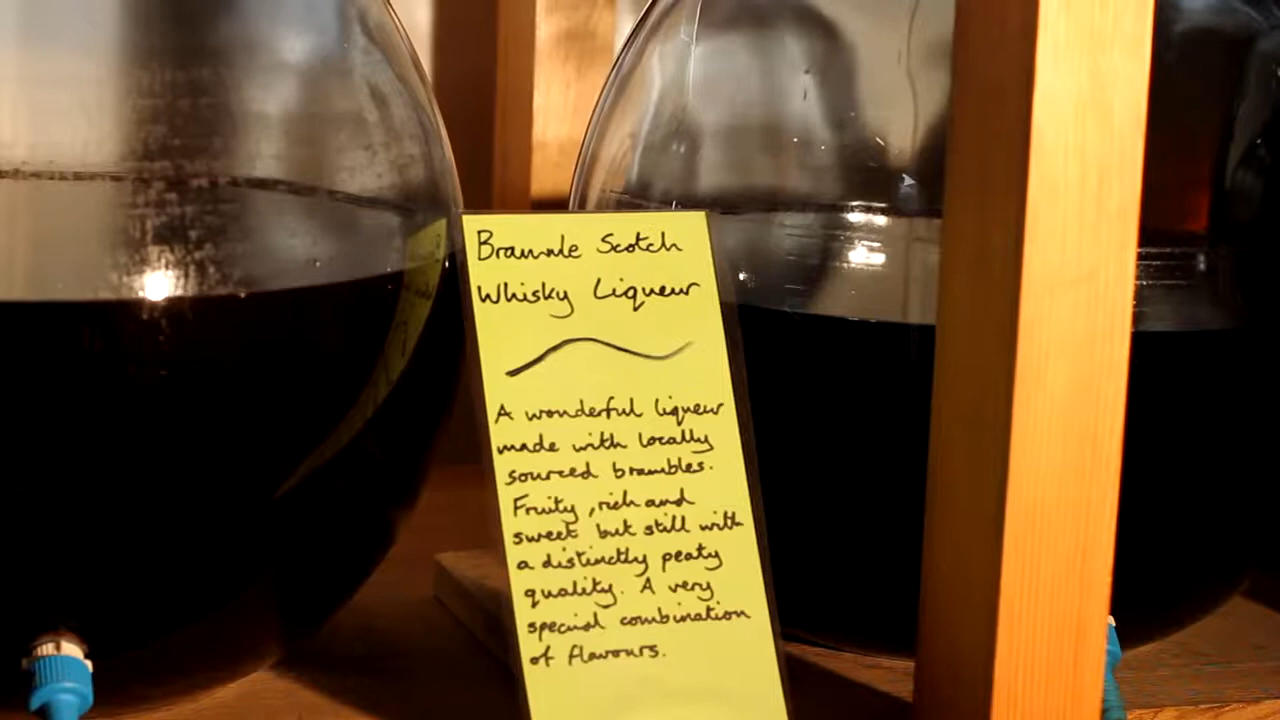 Bramble Scotch
Whisky Liqueur
A wonderful liqueur
made with locally
sourced brambles.
Fruity, rich and
sweet but still with
a distinctly peaty
quality. A very
special combination
of flavours.